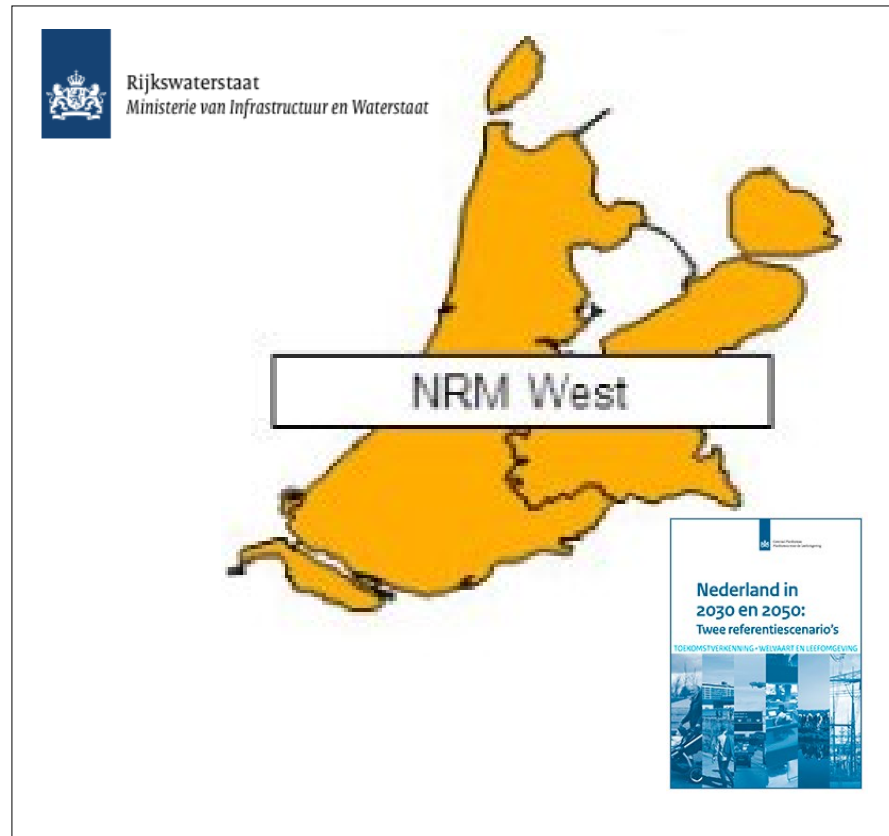 Rijkswaterstaat
Ministerie van Infrastructuur en Waterstaat
NRM West
Nederland in
2030 en 2050:
Twee referentiescenario's
TOEKOMSTVERKENNING • WELVAART EN LEEFOMGEVING